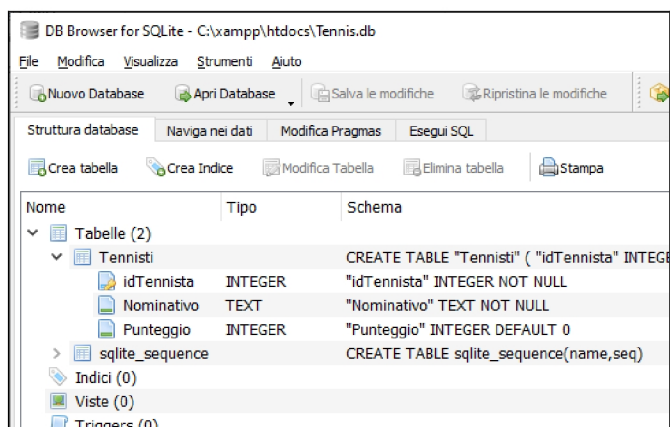 DB Browser for SQLite - C:\xampp\htdocs\Tennis.db
File Modifica Visualizza Strumenti Aiuto
Nuovo Database Apri Database Salva le modifiche Ripristina le modifiche
Struttura database Naviga nei dati Modifica Pragmas Esegui SQL
Crea tabella Crea Indice Modifica Tabella Elimina tabella Stampa
Nome Tipo Schema
Tabelle (2)
Tennisti CREATE TABLE "Tennisti" ( "idTennista" INTEGE
idTennista INTEGER "idTennista" INTEGER NOT NULL
Nominativo TEXT "Nominativo" TEXT NOT NULL
Punteggio INTEGER "Punteggio" INTEGER DEFAULT 0
sqlite_sequence CREATE TABLE sqlite_sequence(name,seq)
Indici (0)
Viste (0)
Triggers (0)